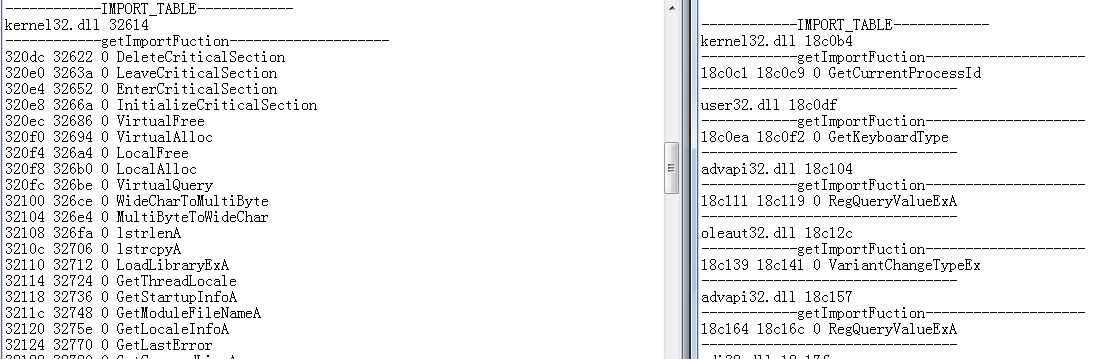 ------------IMPORT_TABLE------------
kernel32.dll 32614
------------getImportFuction--------------------
320dc 32622 0 DeleteCriticalSection
320e0 3263a 0 LeaveCriticalSection
320e4 32652 0 EnterCriticalSection
320e8 3266a 0 InitializeCriticalSection
320ec 32686 0 VirtualFree
320f0 32694 0 VirtualAlloc
320f4 326a4 0 LocalFree
320f8 326b0 0 LocalAlloc
320fc 326be 0 VirtualQuery
32100 326ce 0 WideCharToMultiByte
32104 326e4 0 MultiByteToWideChar
32108 326fa 0 lstrlenA
3210c 32706 0 lstrcpyA
32110 32712 0 LoadLibraryExA
32114 32724 0 GetThreadLocale
32118 32736 0 GetStartupInfoA
3211c 32748 0 GetModuleFileNameA
32120 3275e 0 GetLocaleInfoA
32124 32770 0 GetLastError
------------IMPORT_TABLE------------
kernel32.dll 18c0b4
------------getImportFuction--------------------
18c0c1 18c0c9 0 GetCurrentProcessId
--------------------------------
user32.dll 18c0df
------------getImportFuction--------------------
18c0ea 18c0f2 0 GetKeyboardType
--------------------------------
advapi32.dll 18c104
------------getImportFuction--------------------
18c111 18c119 0 RegQueryValueExA
--------------------------------
oleaut32.dll 18c12c
------------getImportFuction--------------------
18c139 18c141 0 VariantChangeTypeEx
--------------------------------
advapi32.dll 18c157
------------getImportFuction--------------------
18c164 18c16c 0 RegQueryValueExA
--------------------------------